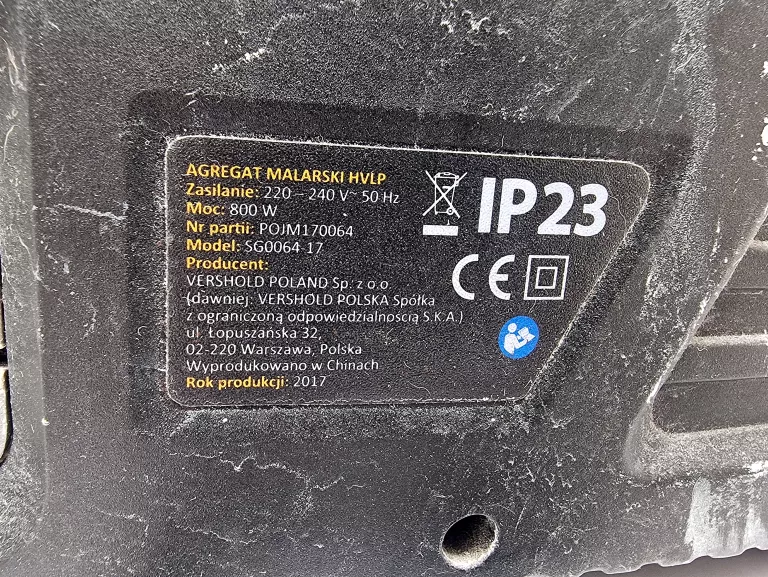 AGREGAT MALARSKI HVLP
Zasilanie: 220 – 240 V~ 50 Hz
Moc: 800 W
Nr partii: POJM170064
Model: SG0064-17
Producent:
VERSHOLD POLAND Sp. z o.o.
(dawniej: VERSHOLD POLSKA Spółka
z ograniczoną odpowiedzialnością S.K.A.)
ul. Łopuszańska 32,
02-220 Warszawa, Polska
Wyprodukowano w Chinach
Rok produkcji: 2017
IP23
CE